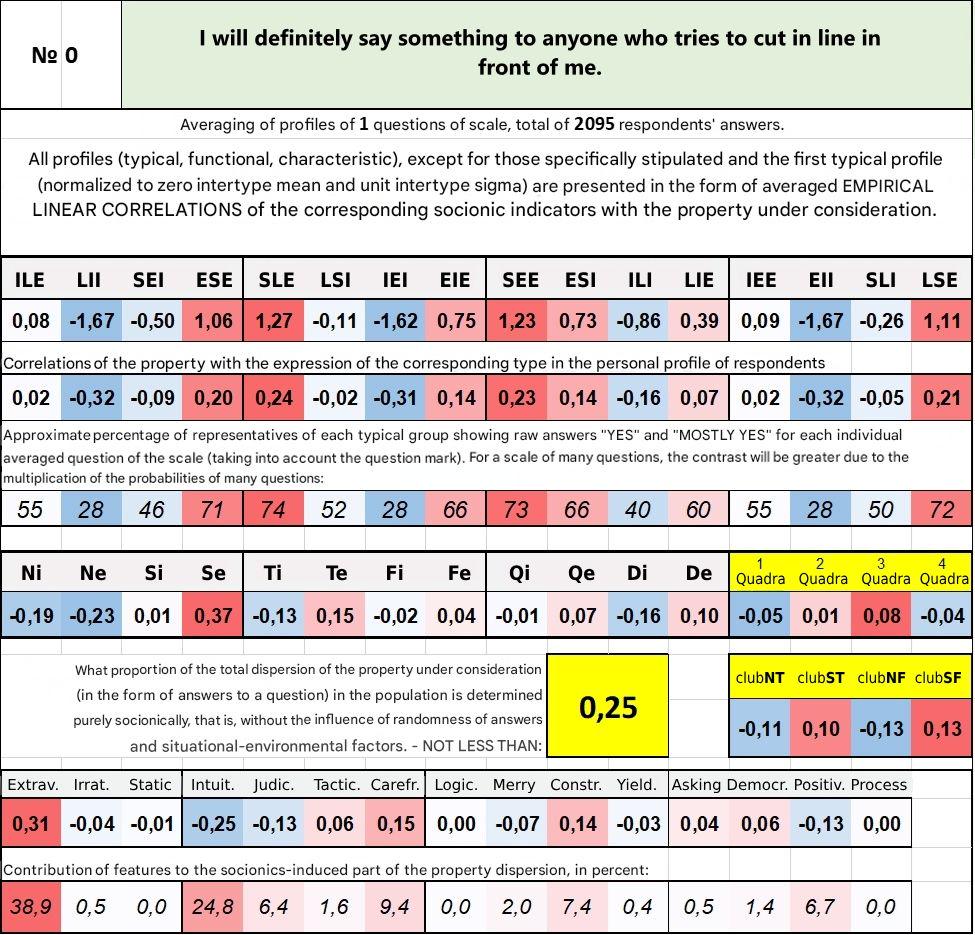 № 0
I will definitely say something to anyone who tries to cut in line in
front of me.
Averaging of profiles of 1 questions of scale, total of 2095 respondents' answers.
All profiles (typical, functional, characteristic), except for those specifically stipulated and the first typical profile
(normalized to zero intertype mean and unit intertype sigma) are presented in the form of averaged EMPIRICAL
LINEAR CORRELATIONS of the corresponding socionic indicators with the property under consideration.
ILE LII SEI ESE SLE LSI IEI EIE SEE ESI ILI LIE IEE EII SLI LSE
0,08 -1,67 -0,50 1,06 1,27 -0,11 -1,62 0,75 1,23 0,73 -0,86 0,39 0,09 -1,67 -0,26 1,11
Correlations of the property with the expression of the corresponding type in the personal profile of respondents
0,02 -0,32 -0,09 0,20 0,24 -0,02 -0,31 0,14 0,23 0,14 -0,16 0,07 0,02 -0,32 -0,05 0,21
Approximate percentage of representatives of each typical group showing raw answers "YES" and "MOSTLY YES" for each individual
averaged question of the scale (taking into account the question mark). For a scale of many questions, the contrast will be greater due to the
multiplication of the probabilities of many questions:
55 28 46 71 74 52 28 66 73 66 40 60 55 28 50 72
Ni Ne Si Se Ti Te Fi Fe Qi Qe Di De 1 2 3 4
Quadra Quadra Quadra Quadra
-0,19 -0,23 0,01 0,37 -0,13 0,15 -0,02 0,04 -0,01 0,07 -0,16 0,10 -0,05 0,01 0,08 -0,04
What proportion of the total dispersion of the property under consideration
(in the form of answers to a question) in the population is determined
purely socionically, that is, without the influence of randomness of answers
and situational-environmental factors. - NOT LESS THAN:
0,25
clubNT clubST clubNF clubSF
-0,11 0,10 -0,13 0,13
Extrav. Irrat. Static Intuit. Judic. Tactic. Carefr. Logic. Merry Constr. Yield. Asking Democr. Positiv. Process
0,31 -0,04 -0,01 -0,25 -0,13 0,06 0,15 0,00 -0,07 0,14 -0,03 0,04 0,06 -0,13 0,00
Contribution of features to the socionics-induced part of the property dispersion, in percent:
38,9 0,5 0,0 24,8 6,4 1,6 9,4 0,0 2,0 7,4 0,4 0,5 1,4 6,7 0,0